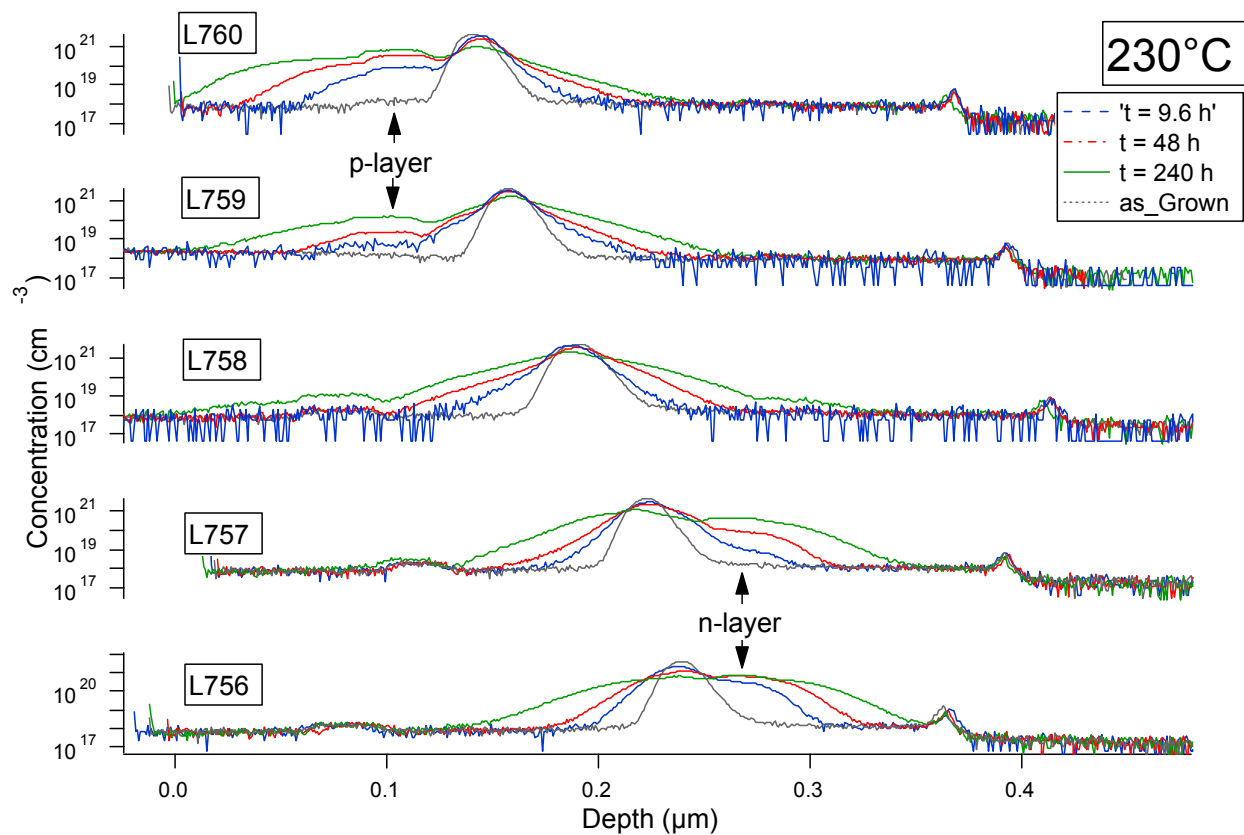 L760
10 21
10 19
10 17
230°C
't = 9.6 h'
t = 48 h
t = 240 h
as_Grown
p-layer
L759
10 21
10 19
10 17
Concentration (cm -3)
L758
10 21
10 19
10 17
L757
10 21
10 19
10 17
n-layer
L756
10 20
10 17
0.0 0.1 0.2 0.3 0.4
Depth (µm)